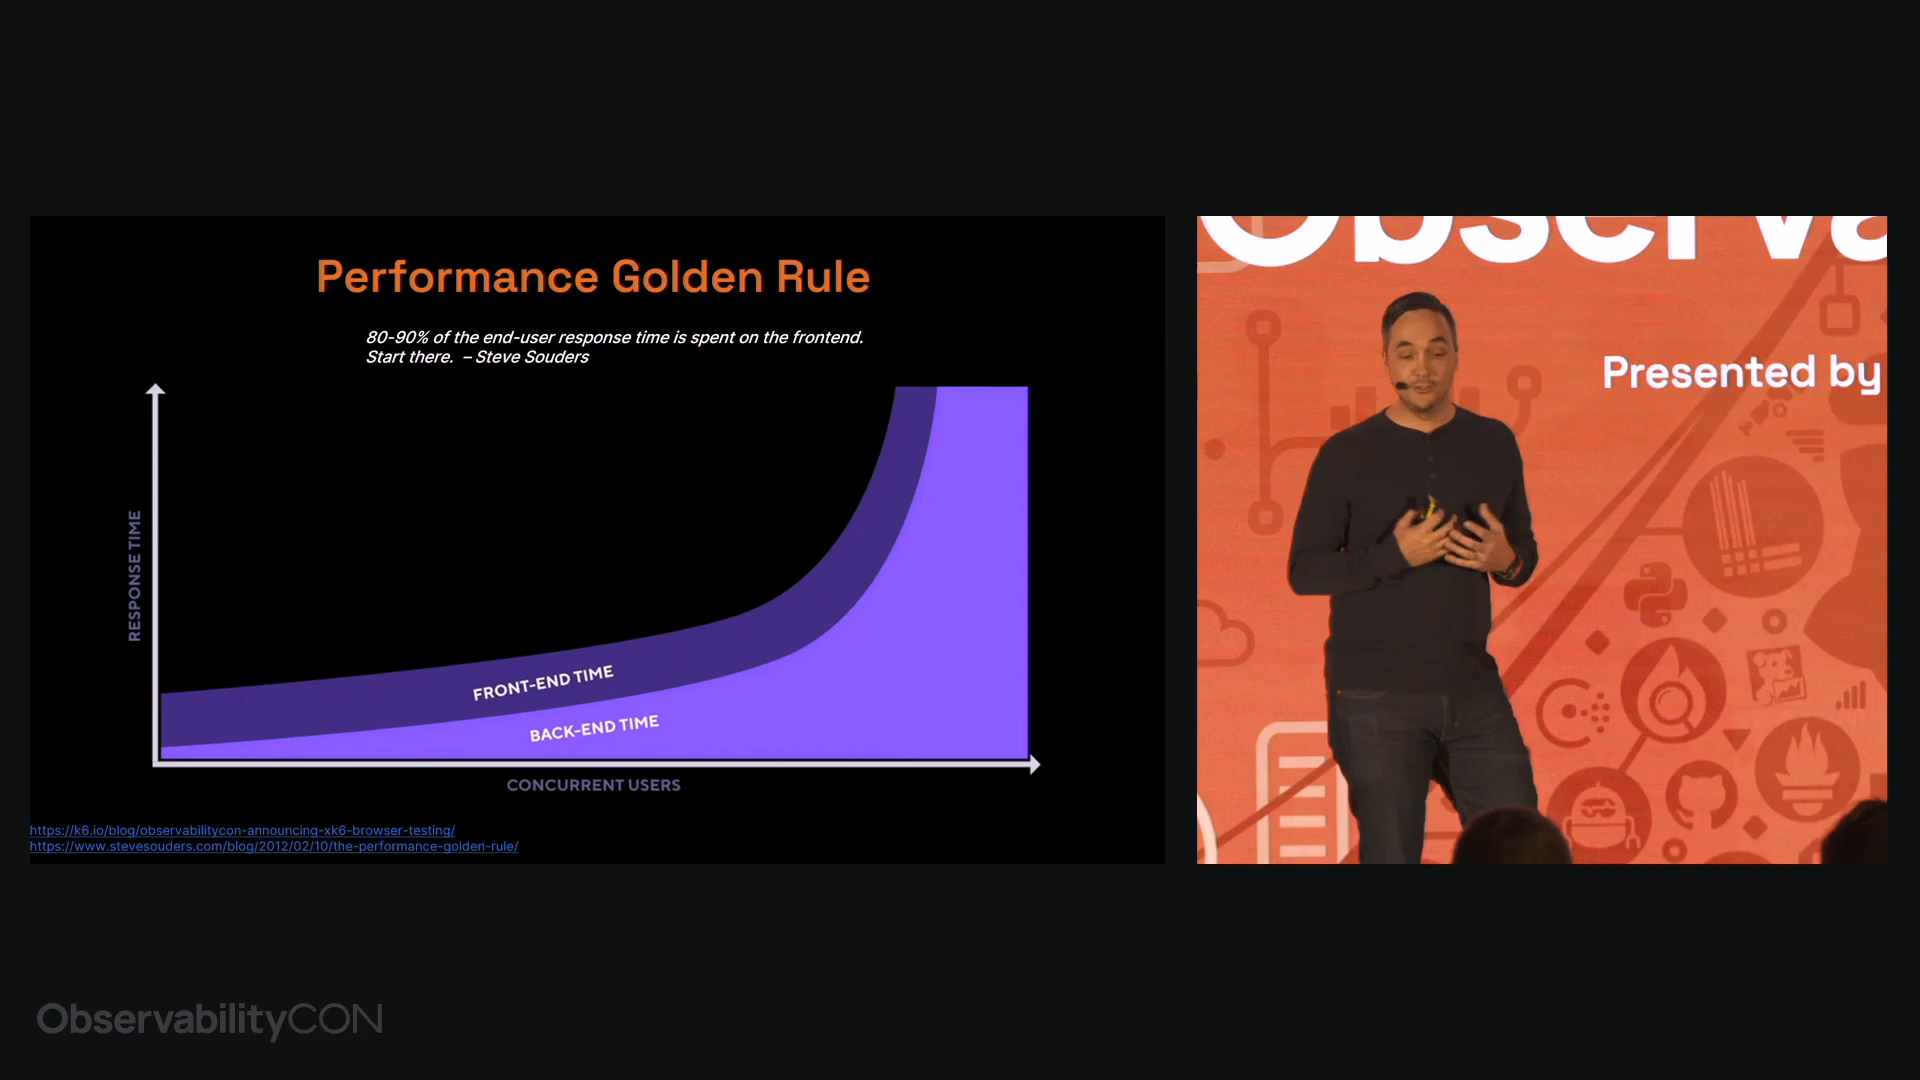 Performance Golden Rule
80-90% of the end-user response time is spent on the frontend.
Start there. – Steve Souders
RESPONSE TIME
FRONT-END TIME
BACK-END TIME
CONCURRENT USERS
https://k6.io/blog/observabilitycon-announcing-xk6-browser-testing/
https://www.stevesouders.com/blog/2012/02/10/the-performance-golden-rule/
Observa
Presented by
ObservabilityCON